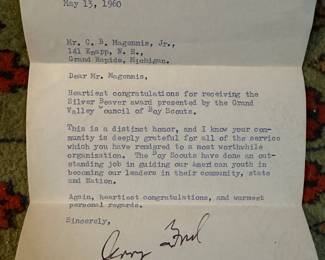 May 13, 1960
Mr. C. B. Magennis, Jr.,
141 Knapp, N. E.,
Grand Rapids, Michigan.
Dear Mr. Magennis:
Heartiest congratulations for receiving the
Silver Beaver award presented by the Grand
Valley Council of Boy Scouts.
This is a distinct honor, and I know your com-
munity is deeply grateful for all of the service
which you have rendered to a most worthwhile
organization. The Boy Scouts have done an out-
standing job in guiding our American youth in
becoming our leaders in their community, state
and Nation.
Again, heartiest congratulations, and warmest
personal regards.
Sincerely,
Jerry Ford